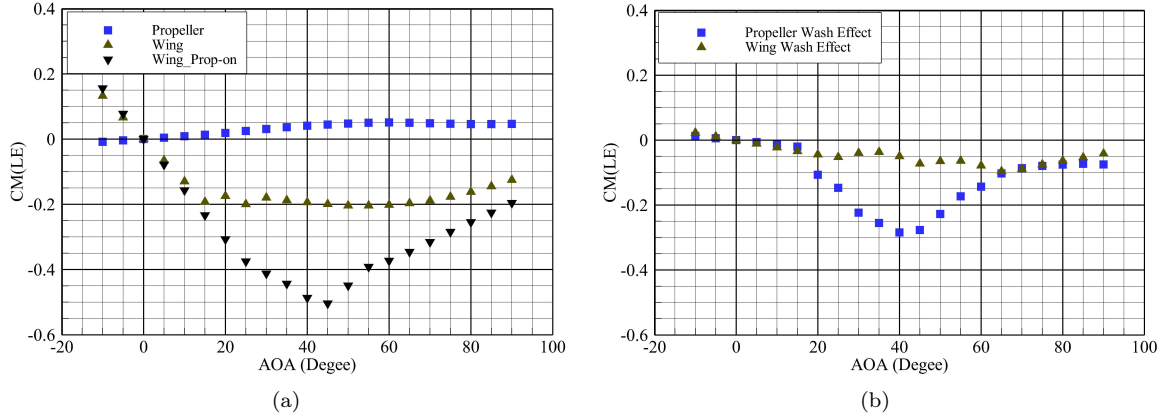 0.4
Propeller
Wing
Wing_Prop-on
0.2
0
-0.2
-0.4
-0.6
CM(LE)
-20
0
20
40
60
80
100
AOA (Degee)
(a)
0.4
Propeller Wash Effect
Wing Wash Effect
0.2
0
-0.2
-0.4
-0.6
CM(LE)
-20
0
20
40
60
80
100
AOA (Degee)
(b)